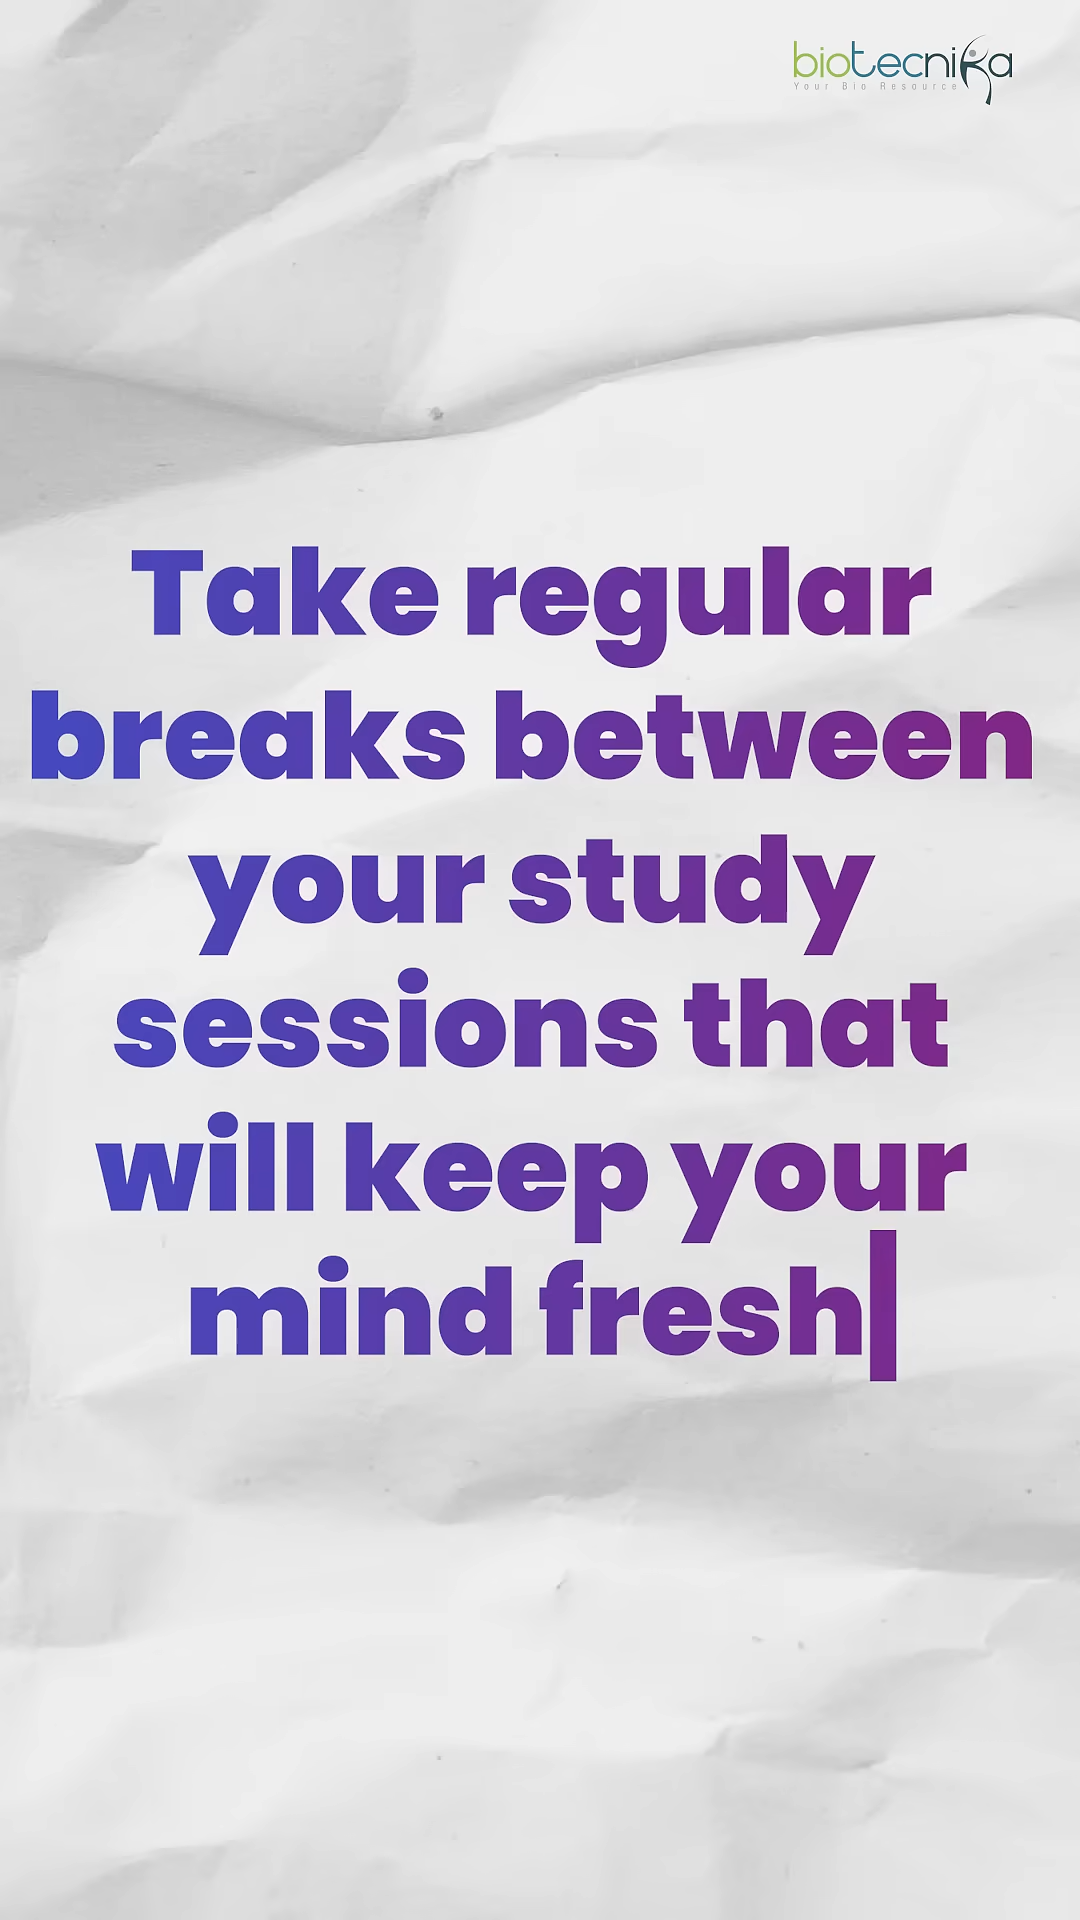 biotecnika
Your Bio Resource
Take regular
breaks between
your study
sessions that
will keep your
mind fresh